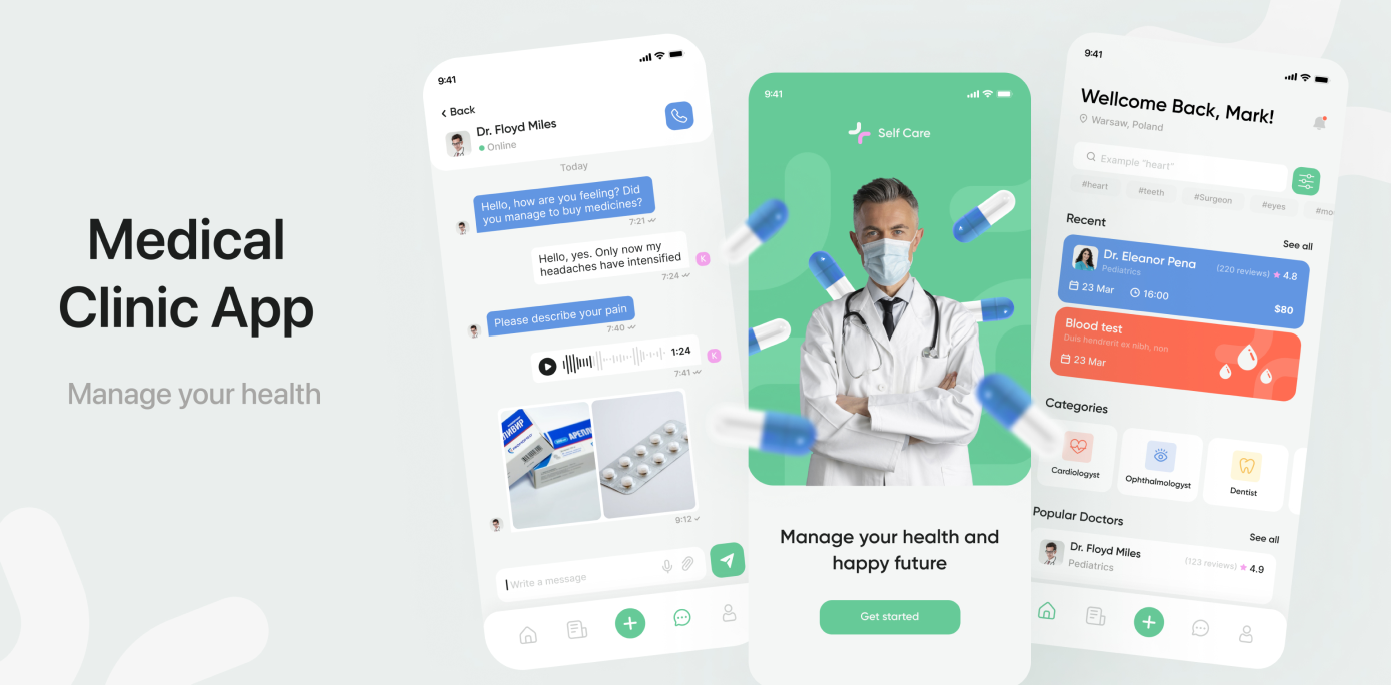 Medical
Clinic App
Manage your health
9:41
Back
Dr. Floyd Miles
Online
Today
Hello, how are you feeling? Did
you manage to buy medicines?
7:21
Hello, yes. Only now my
headaches have intensified
7:24
K
Please describe your pain
7:40
1:24
K
7:41
ПИВИР
АРЕПЛ
9:12
Write a message
9:41
Self Care
Manage your health and
happy future
Get started
9:41
Wellcome Back, Mark!
Warsaw, Poland
Example "heart"
#heart #teeth #Surgeon #eyes #mo
Recent
See all
Dr. Eleanor Pena (220 reviews) 4.8
Pediatrics
23 Mar 16:00 $80
Blood test
Duis hendrerit ex nibh, non
23 Mar
Categories
Cardiologyst Ophthalmologyst Dentist
Popular Doctors
See all
Dr. Floyd Miles (123 reviews) 4.9
Pediatrics